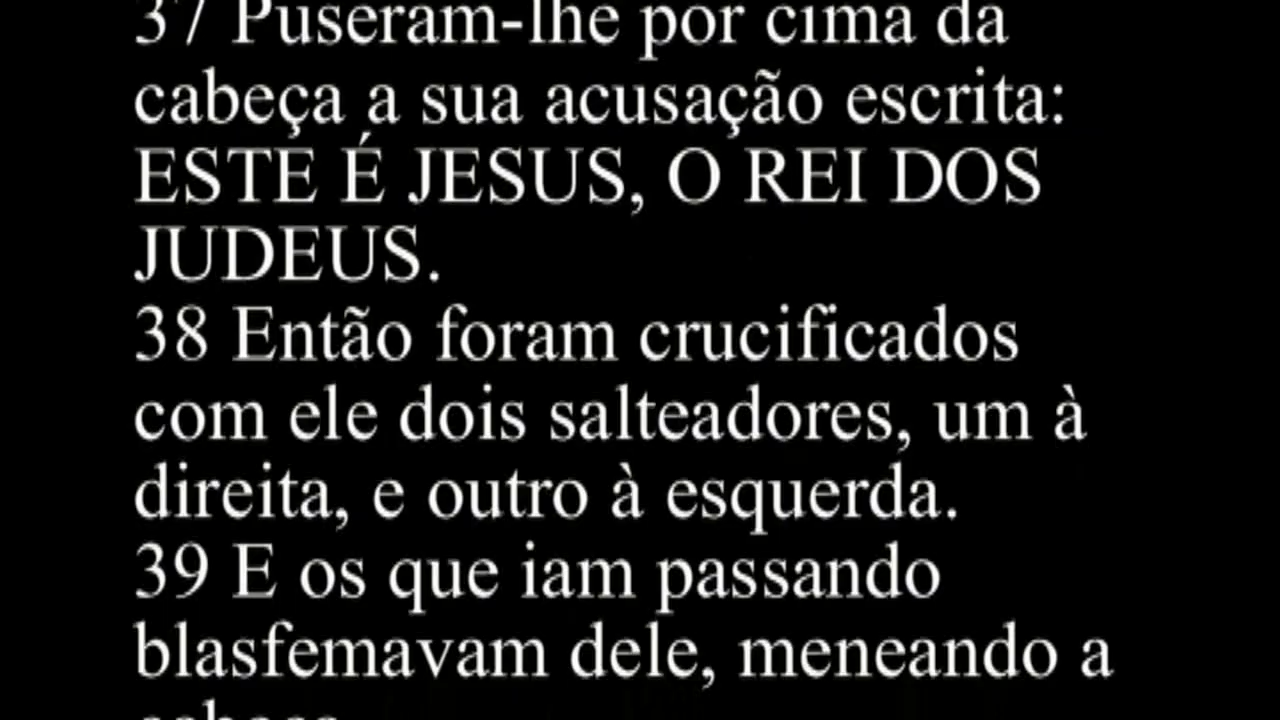 37 Puseram-lhe por cima da
cabeça a sua acusação escrita:
ESTE É JESUS, O REI DOS
JUDEUS.
38 Então foram crucificados
com ele dois salteadores, um à
direita, e outro à esquerda.
39 E os que iam passando
blasfemavam dele, meneando a